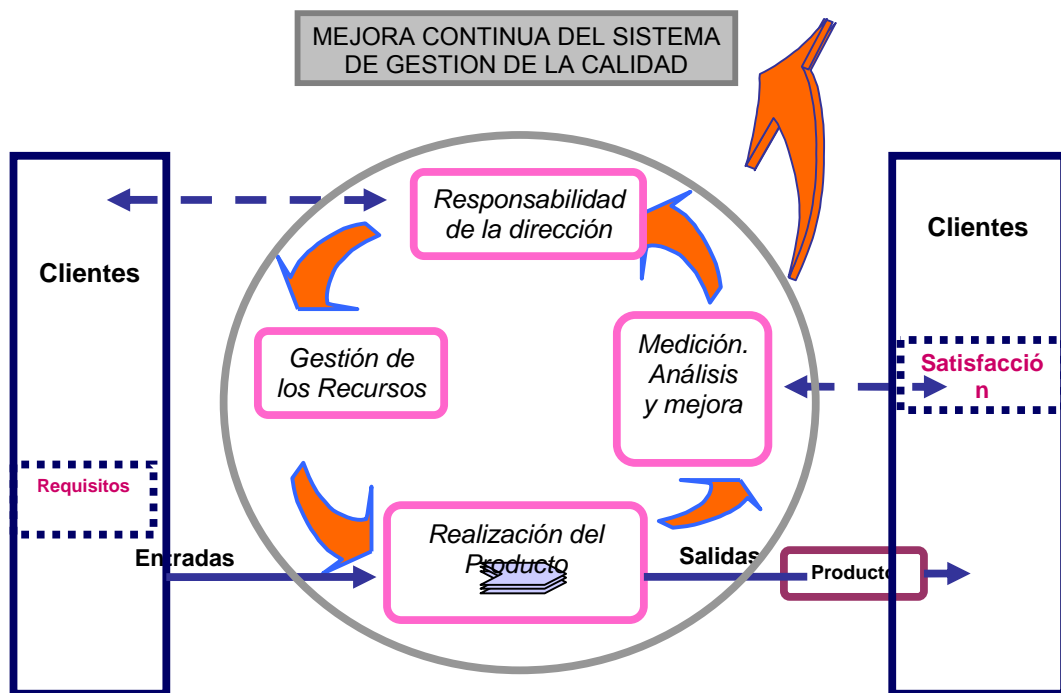 MEJORA CONTINUA DEL SISTEMA
DE GESTION DE LA CALIDAD
Responsabilidad
de la dirección
Clientes
Clientes
Gestión de
los Recursos
Medición.
Análisis
y mejora
Satisfacció
n
Requisitos
Realización del
Producto
Entradas
Salidas
Producto